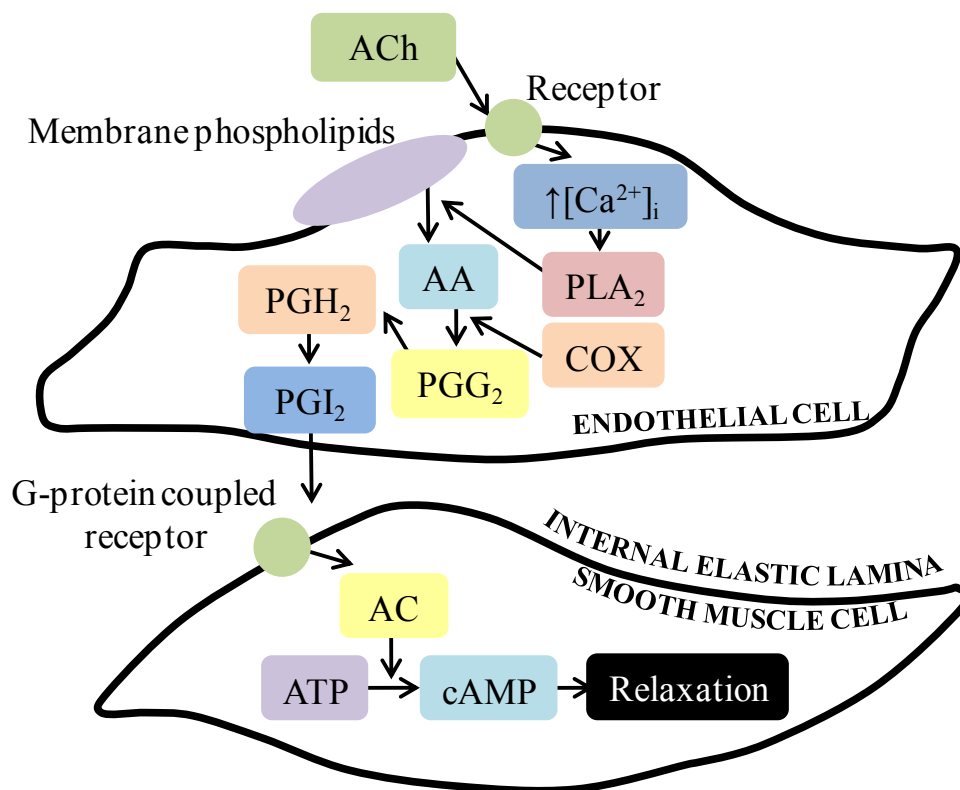 ACh
Receptor
Membrane phospholipids
↑[Ca²⁺]ᵢ
AA
PLA₂
PGH₂
COX
PGG₂
PGI₂
ENDOTHELIAL CELL
G-protein coupled
receptor
INTERNAL ELASTIC LAMINA
SMOOTH MUSCLE CELL
AC
ATP
cAMP
Relaxation